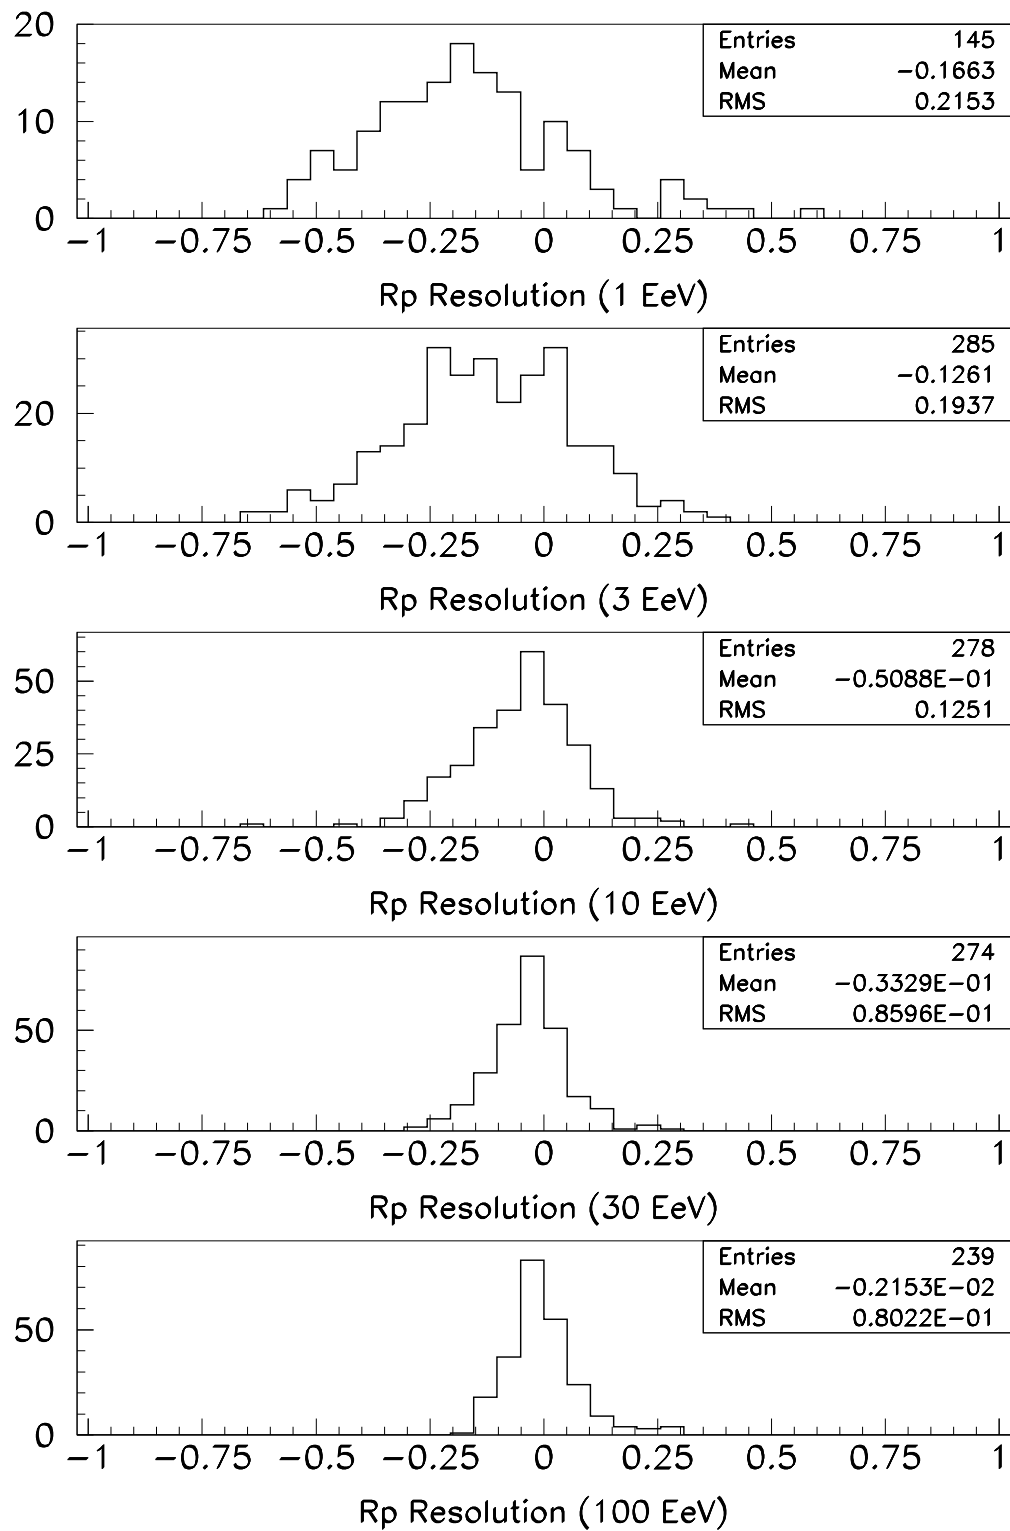 20
10
0
Entries 145
Mean −0.1663
RMS 0.2153
−1 −0.75 −0.5 −0.25 0 0.25 0.5 0.75 1
Rp Resolution (1 EeV)
20
0
Entries 285
Mean −0.1261
RMS 0.1937
−1 −0.75 −0.5 −0.25 0 0.25 0.5 0.75 1
Rp Resolution (3 EeV)
50
25
0
Entries 278
Mean −0.5088E−01
RMS 0.1251
−1 −0.75 −0.5 −0.25 0 0.25 0.5 0.75 1
Rp Resolution (10 EeV)
50
0
Entries 274
Mean −0.3329E−01
RMS 0.8596E−01
−1 −0.75 −0.5 −0.25 0 0.25 0.5 0.75 1
Rp Resolution (30 EeV)
50
0
Entries 239
Mean −0.2153E−02
RMS 0.8022E−01
−1 −0.75 −0.5 −0.25 0 0.25 0.5 0.75 1
Rp Resolution (100 EeV)